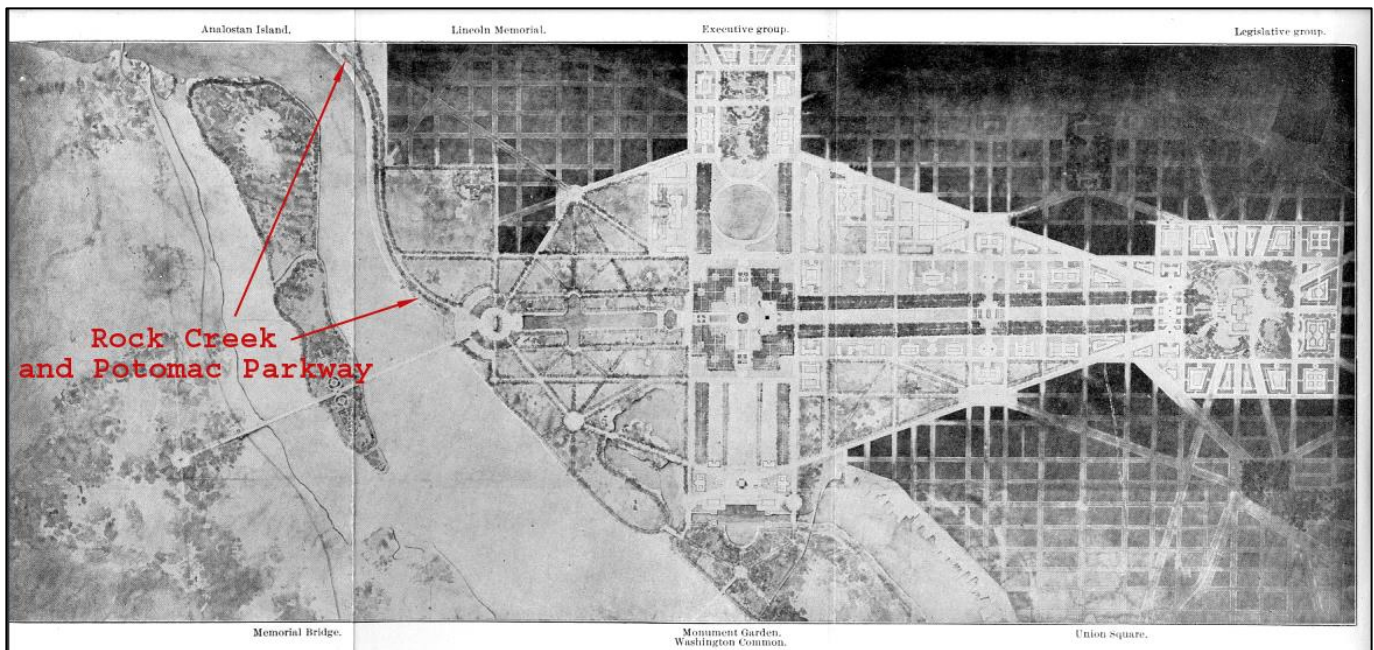 Analostan Island.
Lincoln Memorial.
Executive group.
Legislative group.
Rock Creek
and Potomac Parkway
Memorial Bridge.
Monument Garden.
Washington Common.
Union Square.